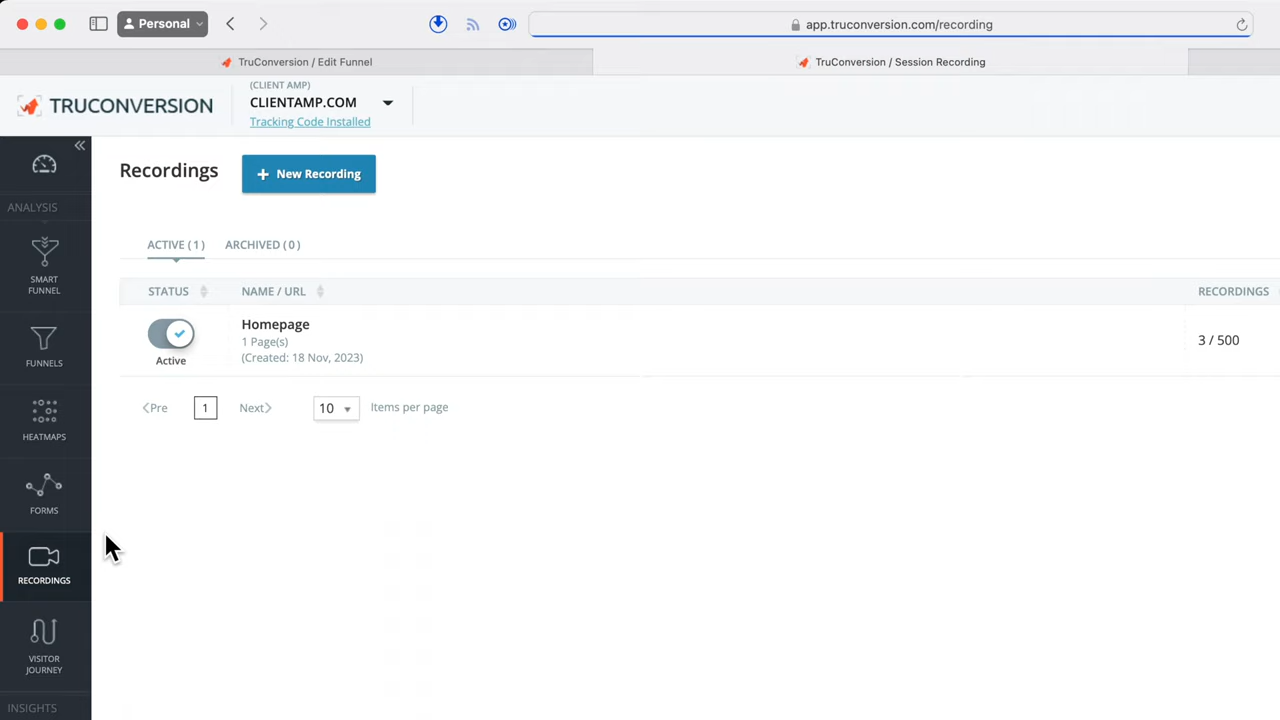 Personal
app.truconversion.com/recording
TruConversion / Edit Funnel
TruConversion / Session Recording
TRUCONVERSION
(CLIENT AMP)
CLIENTAMP.COM
Tracking Code Installed
Recordings
+ New Recording
ANALYSIS
ACTIVE (1)
ARCHIVED (0)
SMART
FUNNEL
STATUS
NAME / URL
RECORDINGS
Homepage
1 Page(s)
(Created: 18 Nov, 2023)
Active
3 / 500
FUNNELS
Pre
1
Next
10
Items per page
HEATMAPS
FORMS
RECORDINGS
VISITOR
JOURNEY
INSIGHTS